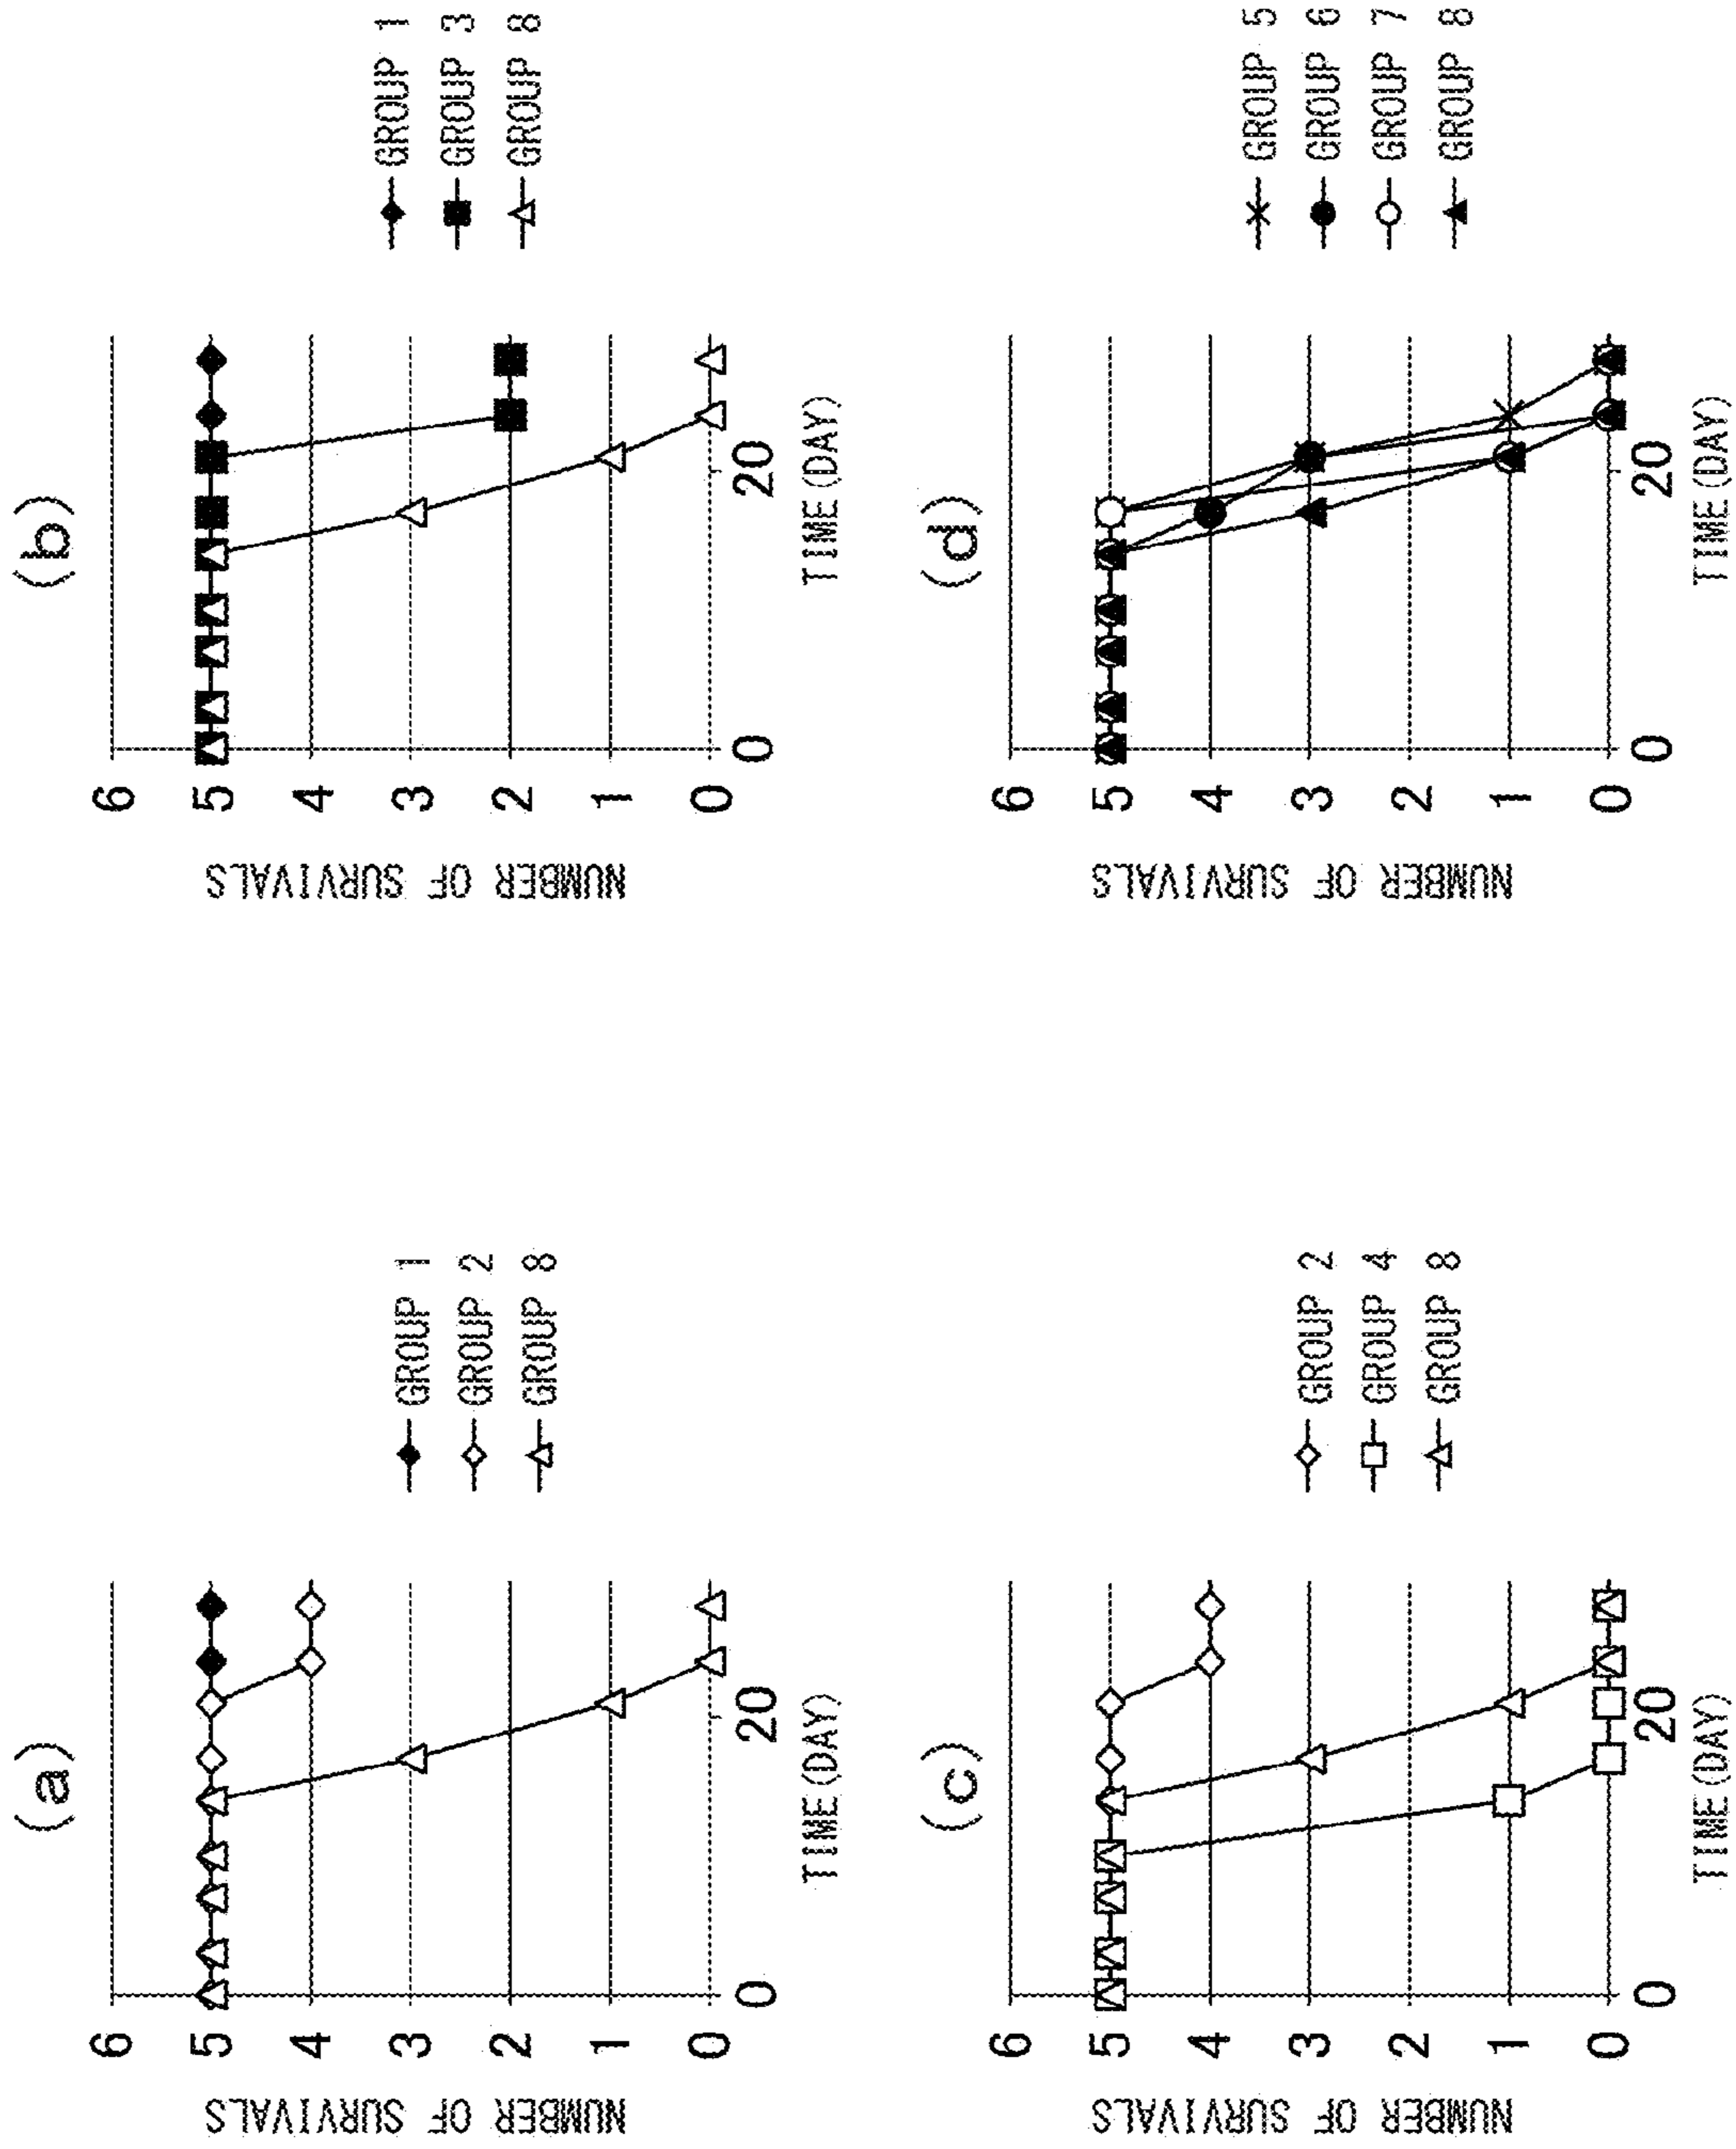 (a)
NUMBER OF SURVIVALS
6
5
4
3
2
1
0
0 20
TIME(DAY)
GROUP 1
GROUP 2
GROUP 8
(b)
NUMBER OF SURVIVALS
6
5
4
3
2
1
0
0 20
TIME(DAY)
GROUP 1
GROUP 3
GROUP 8
(c)
NUMBER OF SURVIVALS
6
5
4
3
2
1
0
0 20
TIME(DAY)
GROUP 2
GROUP 4
GROUP 8
(d)
NUMBER OF SURVIVALS
6
5
4
3
2
1
0
0 20
TIME(DAY)
GROUP 5
GROUP 6
GROUP 7
GROUP 8